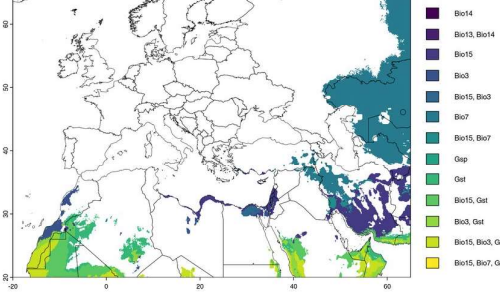 Bio14
Bio13, Bio14
Bio15
Bio3
Bio15, Bio3
Bio7
Bio15, Bio7
Gsp
Gst
Bio15, Gst
Bio3, Gst
Bio15, Bio3, G
Bio15, Bio7, G
60
50
40
30
20
-20
0
20
40
60